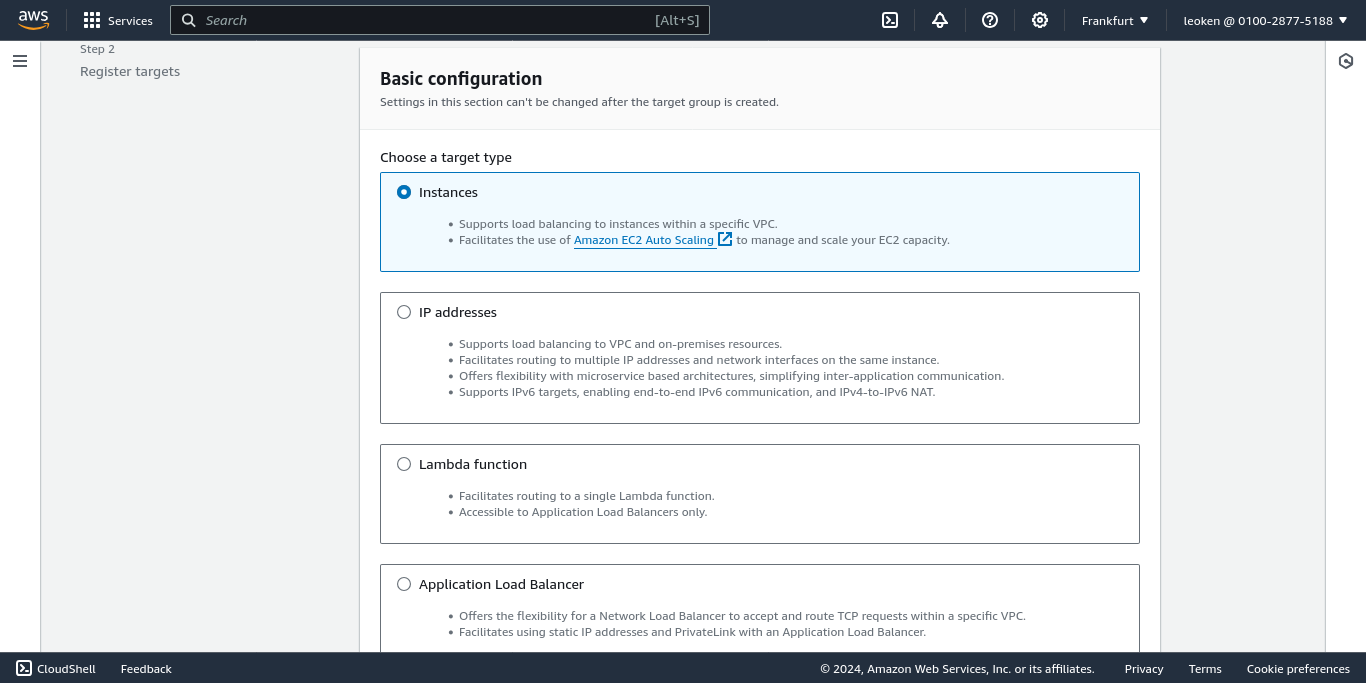 aws
Services
Search [Alt+S]
Frankfurt
leoken @ 0100-2877-5188
Step 2
Register targets
Basic configuration
Settings in this section can't be changed after the target group is created.
Choose a target type
Instances
• Supports load balancing to instances within a specific VPC.
• Facilitates the use of Amazon EC2 Auto Scaling to manage and scale your EC2 capacity.
IP addresses
• Supports load balancing to VPC and on-premises resources.
• Facilitates routing to multiple IP addresses and network interfaces on the same instance.
• Offers flexibility with microservice based architectures, simplifying inter-application communication.
• Supports IPv6 targets, enabling end-to-end IPv6 communication, and IPv4-to-IPv6 NAT.
Lambda function
• Facilitates routing to a single Lambda function.
• Accessible to Application Load Balancers only.
Application Load Balancer
• Offers the flexibility for a Network Load Balancer to accept and route TCP requests within a specific VPC.
• Facilitates using static IP addresses and PrivateLink with an Application Load Balancer.
CloudShell
Feedback
© 2024, Amazon Web Services, Inc. or its affiliates.
Privacy
Terms
Cookie preferences